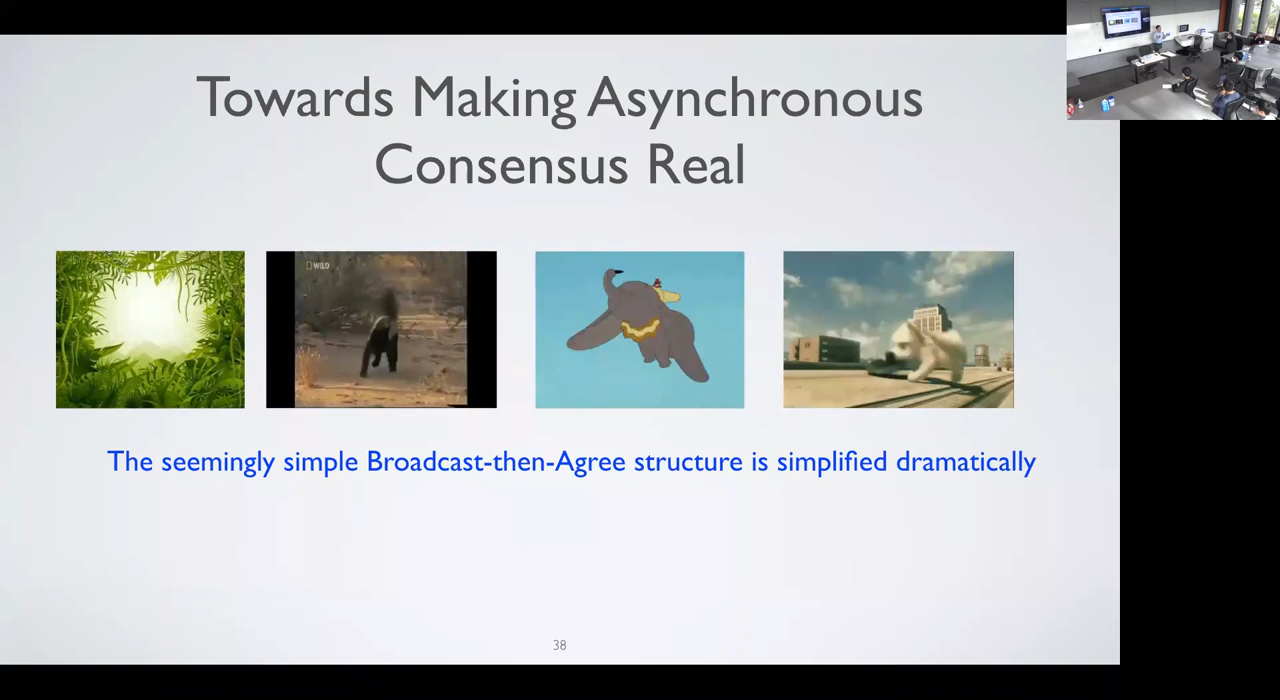 Towards Making Asynchronous
Consensus Real
WILD
The seemingly simple Broadcast-then-Agree structure is simplified dramatically
38